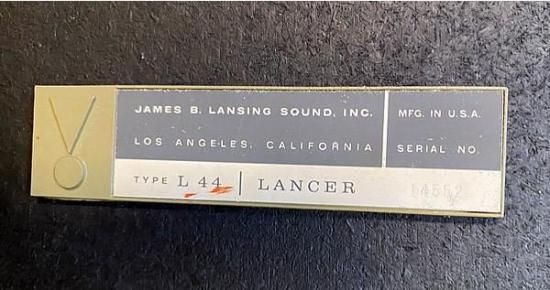 JAMES B. LANSING SOUND, INC.
MFG. IN U.S.A.
LOS ANGELES, CALIFORNIA
SERIAL NO.
TYPE L 44 | LANCER
14552